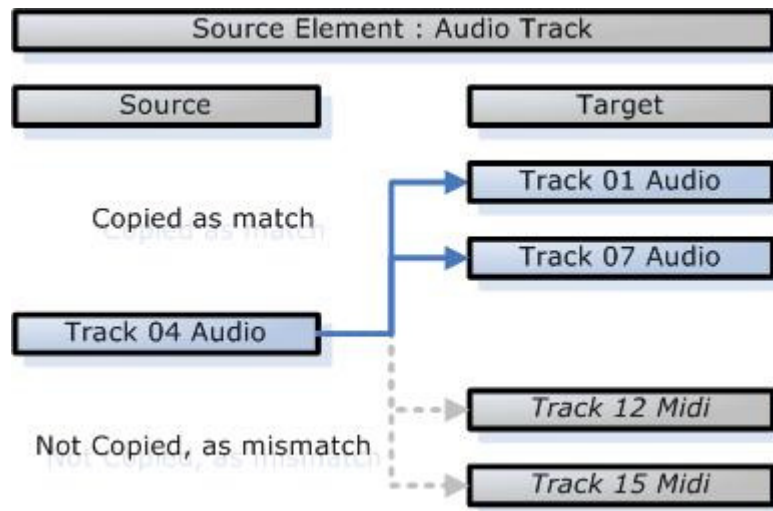 Source Element : Audio Track
Source
Target
Track 01 Audio
Copied as match
Track 07 Audio
Track 04 Audio
Track 12 Midi
Not Copied, as mismatch
Track 15 Midi